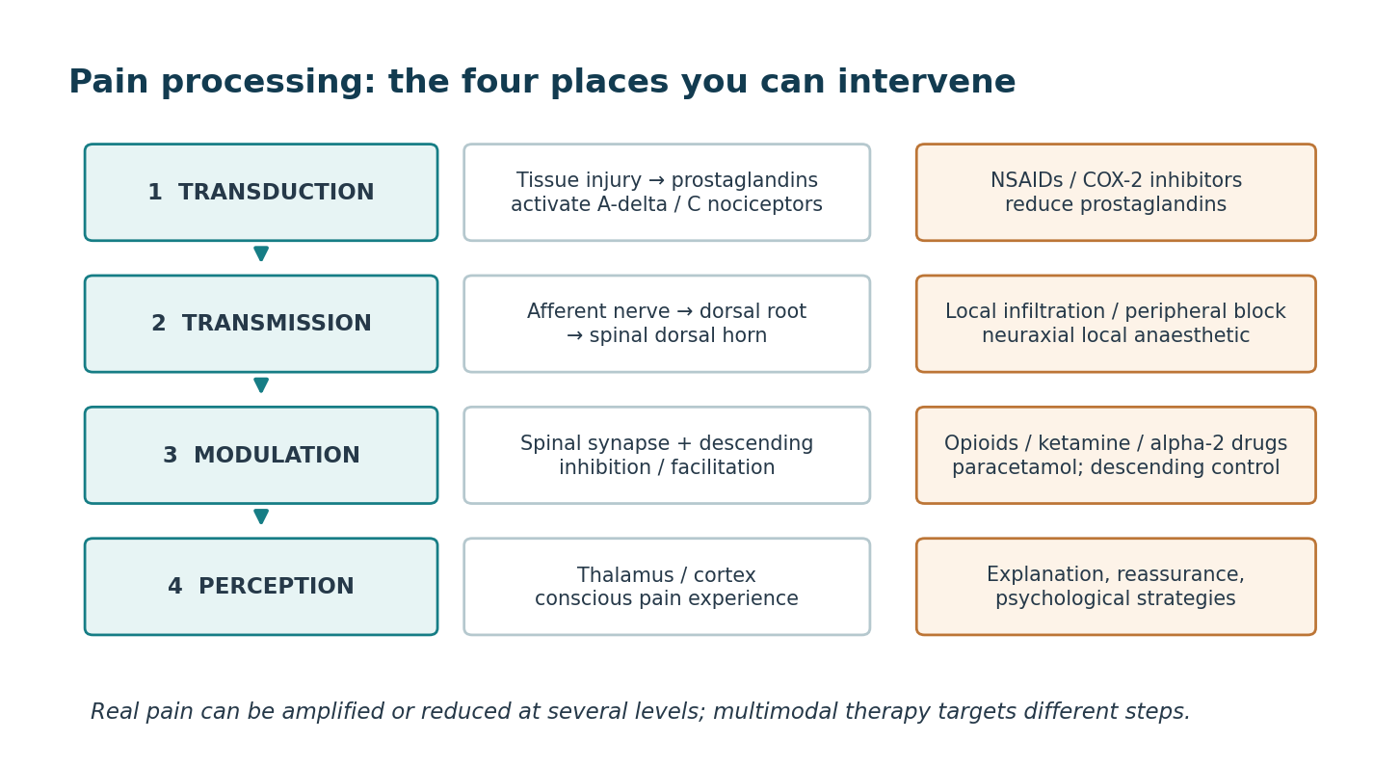 Pain processing: the four places you can intervene
1 TRANSDUCTION
Tissue injury → prostaglandins
activate A-delta / C nociceptors
NSAIDs / COX-2 inhibitors
reduce prostaglandins
2 TRANSMISSION
Afferent nerve → dorsal root
→ spinal dorsal horn
Local infiltration / peripheral block
neuraxial local anaesthetic
3 MODULATION
Spinal synapse + descending
inhibition / facilitation
Opioids / ketamine / alpha-2 drugs
paracetamol; descending control
4 PERCEPTION
Thalamus / cortex
conscious pain experience
Explanation, reassurance,
psychological strategies
Real pain can be amplified or reduced at several levels; multimodal therapy targets different steps.